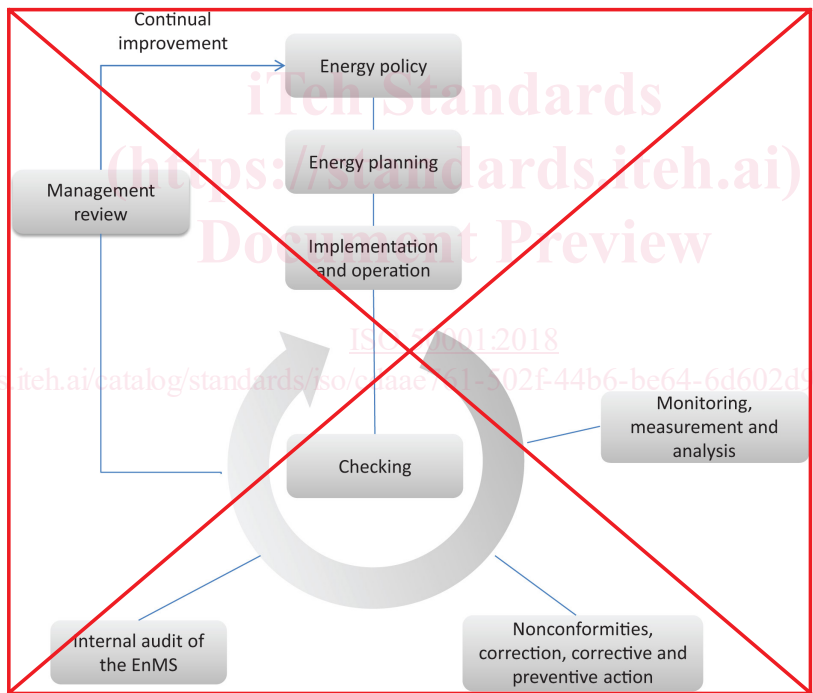 Continual
improvement
Energy policy
iTeh Standards
Energy planning
(https://standards.iteh.ai)
Management
review
Document Preview
Implementation
and operation
ISO 50001:2018
Monitoring,
measurement and
analysis
Checking
Internal audit of
the EnMS
Nonconformities,
correction, corrective and
preventive action